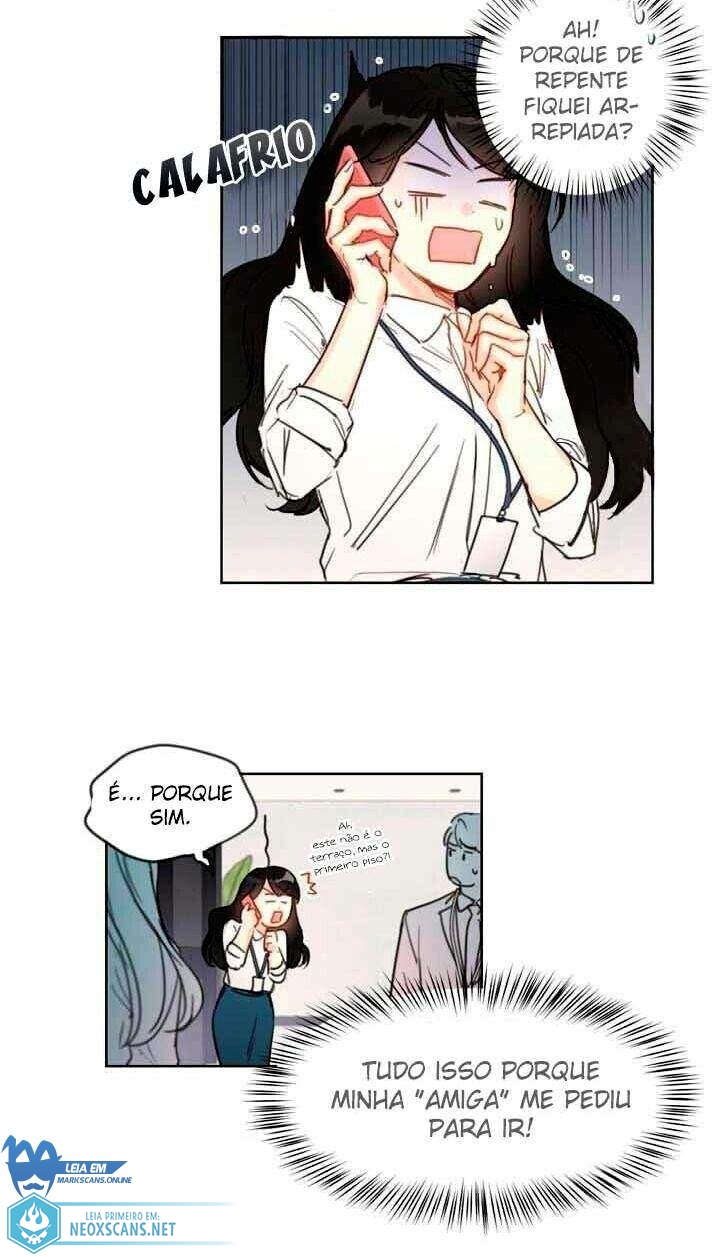 AH!
PORQUE DE
REPENTE
FIQUEI AR-
REPIADA?
CALAFRIO
É... PORQUE
SIM.
Ah,
este não é o
terraço, mas o
primeiro piso?!
TUDO ISSO PORQUE
MINHA "AMIGA" ME PEDIU
PARA IR!
LEIA EM
MARKSCANS.ONLINE
LEIA PRIMEIRO EM:
NEOXSCANS.NET